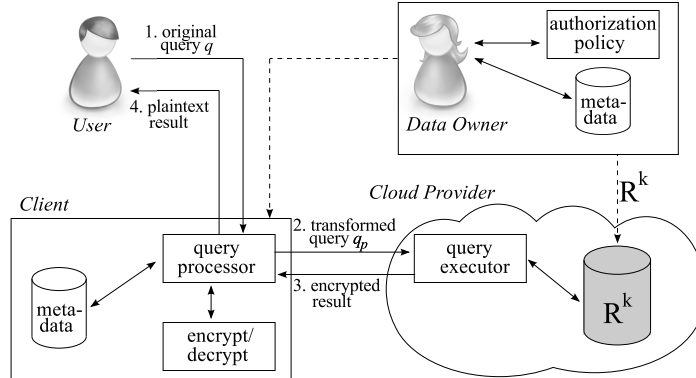 1. original
query q
4. plaintext
result
User
authorization
policy
meta-
data
Data Owner
R^k
Client
Cloud Provider
2. transformed
query q_p
query
processor
query
executor
3. encrypted
result
R^k
meta-
data
encrypt/
decrypt